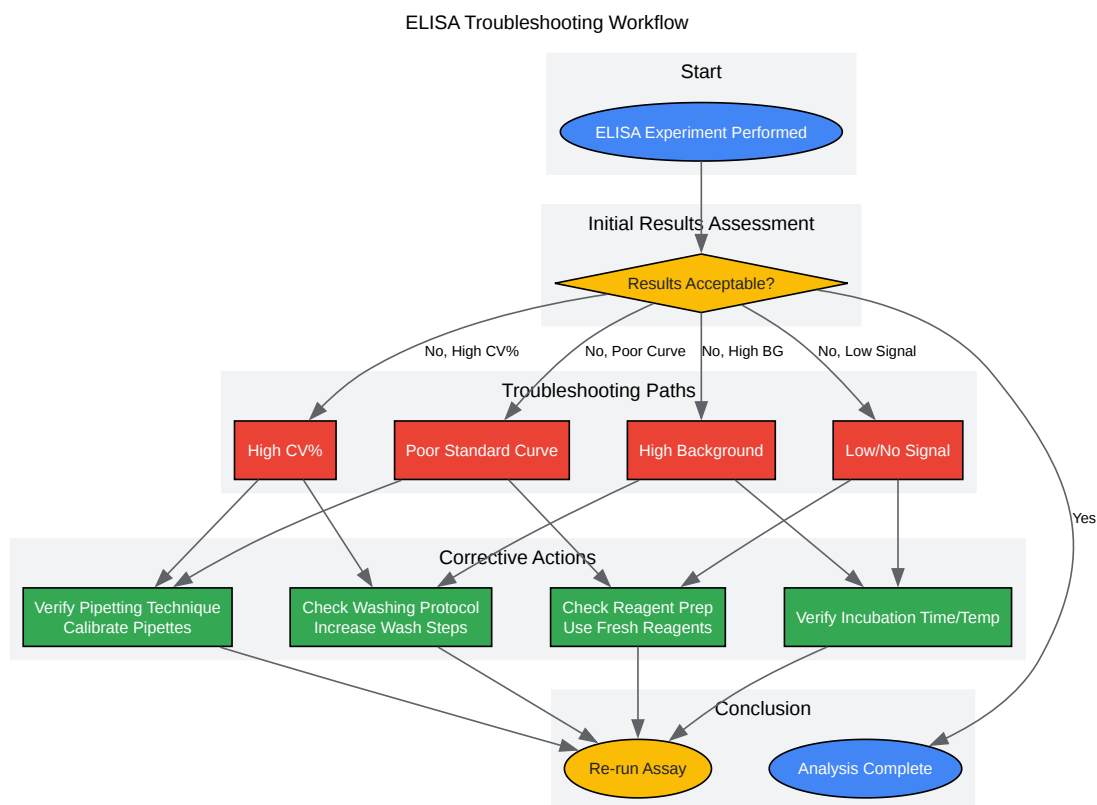 ELISA Troubleshooting Workflow
Start
ELISA Experiment Performed
Initial Results Assessment
Results Acceptable?
No, High CV%
No, Poor Curve
No, High BG
No, Low Signal
Troubleshooting Paths
High CV%
Poor Standard Curve
High Background
Low/No Signal
Yes
Corrective Actions
Verify Pipetting Technique
Calibrate Pipettes
Check Washing Protocol
Increase Wash Steps
Check Reagent Prep
Use Fresh Reagents
Verify Incubation Time/Temp
Conclusion
Re-run Assay
Analysis Complete